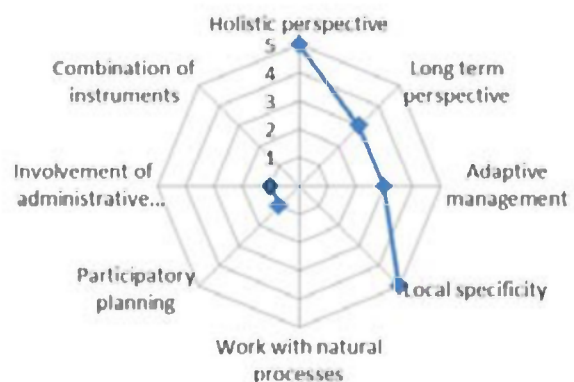 Holistic perspective
5
4
3
2
1
Combination of
instruments
Long term
perspective
Involvement of
administrative...
Adaptive
management
Participatory
planning
Local specificity
Work with natural
processes